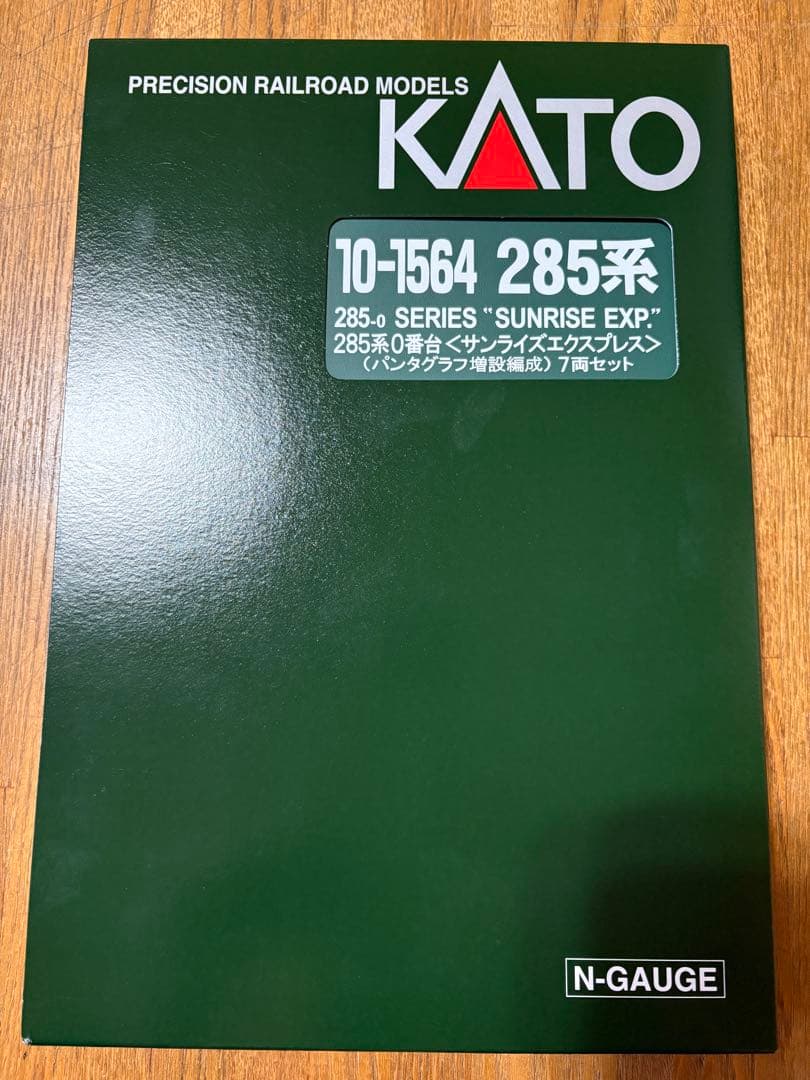 PRECISION RAILROAD MODELS
KATO
10-1564 285系
285-0 SERIES “SUNRISE EXP.”
285系0番台<サンライズエクスプレス>
(パンタグラフ増設編成) 7両セット
N-GAUGE